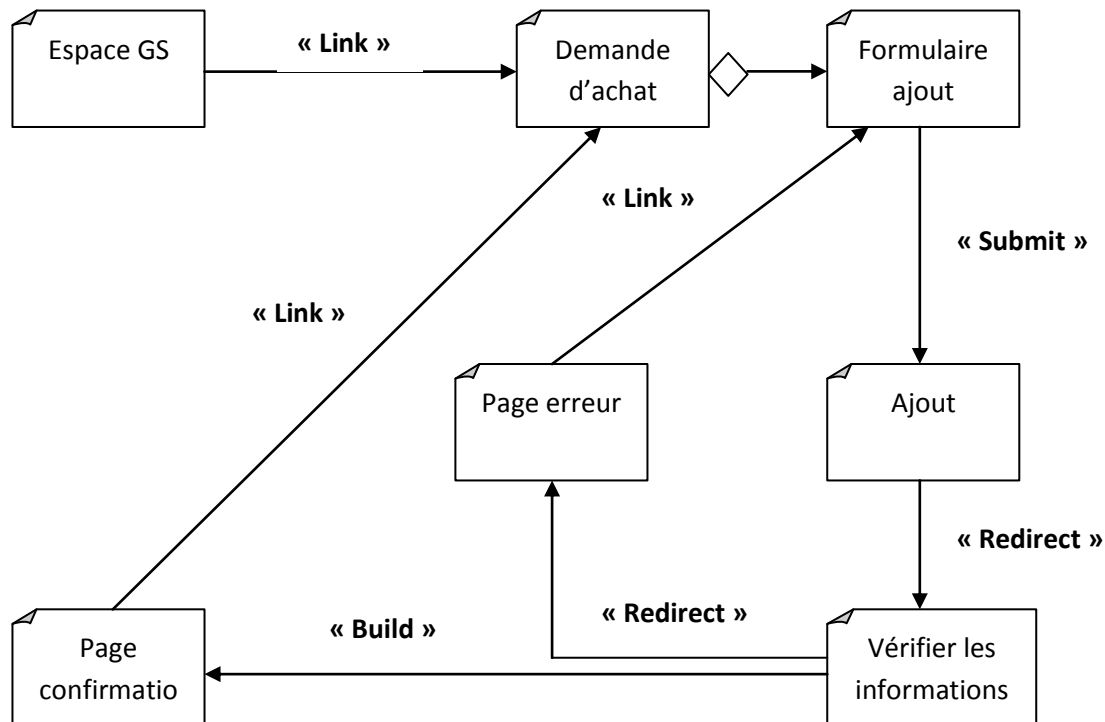 Espace GS
« Link »
Demande
d’achat
Formulaire
ajout
« Link »
« Submit »
« Link »
Page erreur
Ajout
« Redirect »
Page
confirmatio
« Build »
« Redirect »
Vérifier les
informations